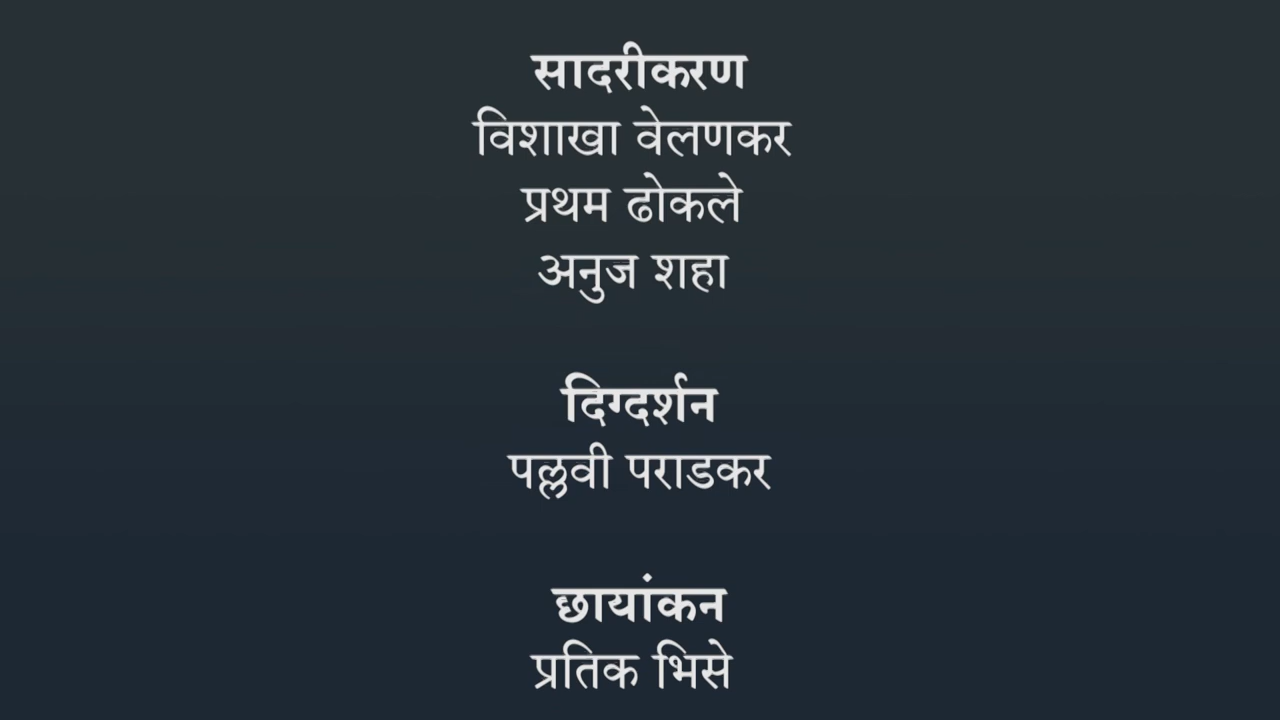 सादरीकरण
विशाखा वेलणकर
प्रथम ढोकले
अनुज शहा
दिग्दर्शन
पल्लवी पराडकर
छायांकन
प्रतिक भिसे